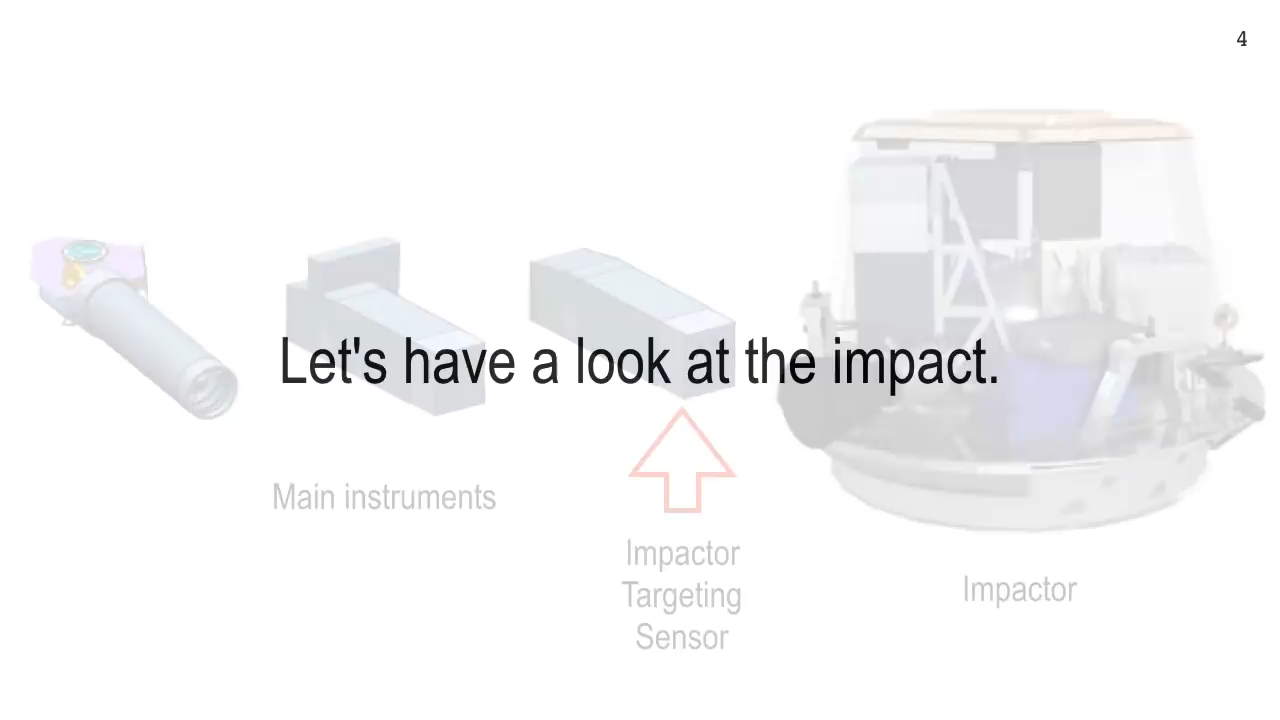 4
Let's have a look at the impact.
Main instruments
Impactor
Targeting
Sensor
Impactor